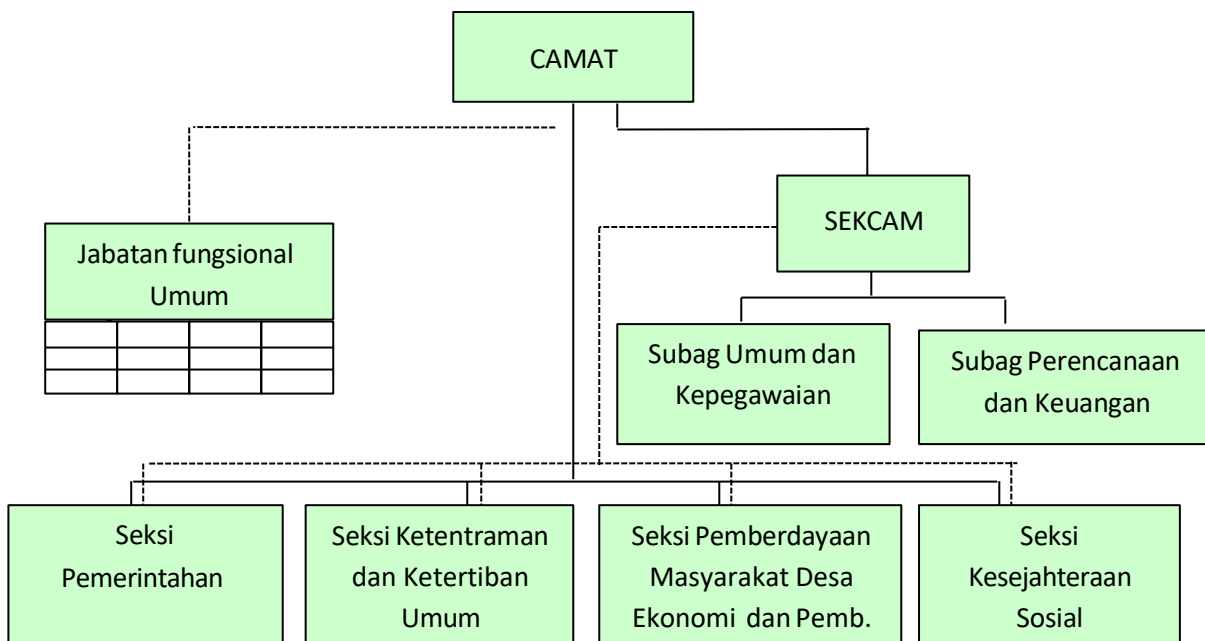 CAMAT
SEKCAM
Jabatan fungsional
Umum
Subag Umum dan
Kepegawaian
Subag Perencanaan
dan Keuangan
Seksi
Pemerintahan
Seksi Ketentraman
dan Ketertiban
Umum
Seksi Pemberdayaan
Masyarakat Desa
Ekonomi dan Pemb.
Seksi
Kesejahteraan
Sosial